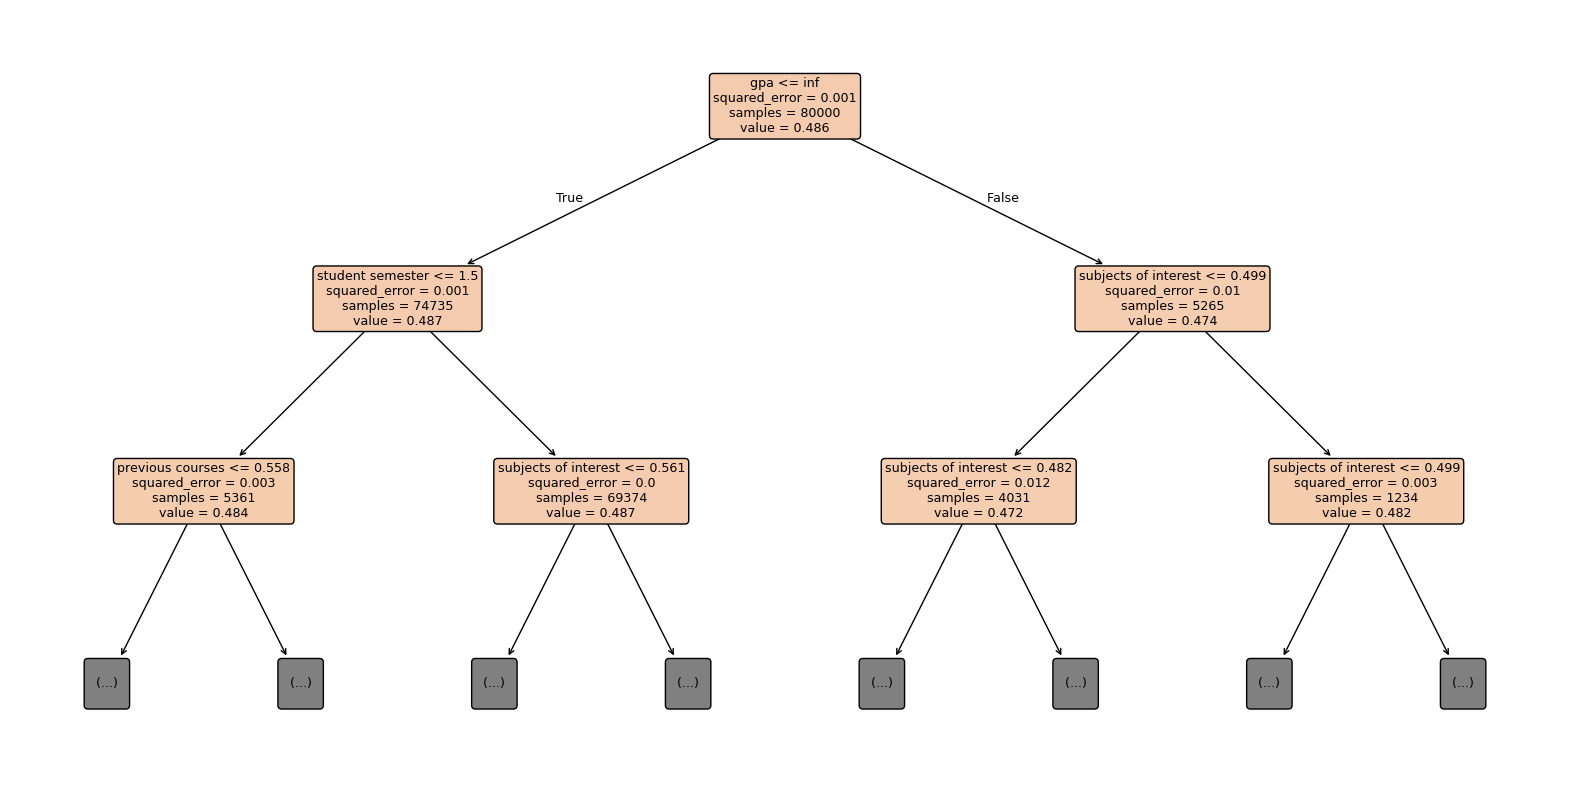 gpa <= inf
squared_error = 0.001
samples = 80000
value = 0.486
True
False
student semester <= 1.5
squared_error = 0.001
samples = 74735
value = 0.487
subjects of interest <= 0.499
squared_error = 0.01
samples = 5265
value = 0.474
previous courses <= 0.558
squared_error = 0.003
samples = 5361
value = 0.484
subjects of interest <= 0.561
squared_error = 0.0
samples = 69374
value = 0.487
subjects of interest <= 0.482
squared_error = 0.012
samples = 4031
value = 0.472
subjects of interest <= 0.499
squared_error = 0.003
samples = 1234
value = 0.482
(...)
(...)
(...)
(...)
(...)
(...)
(...)
(...)